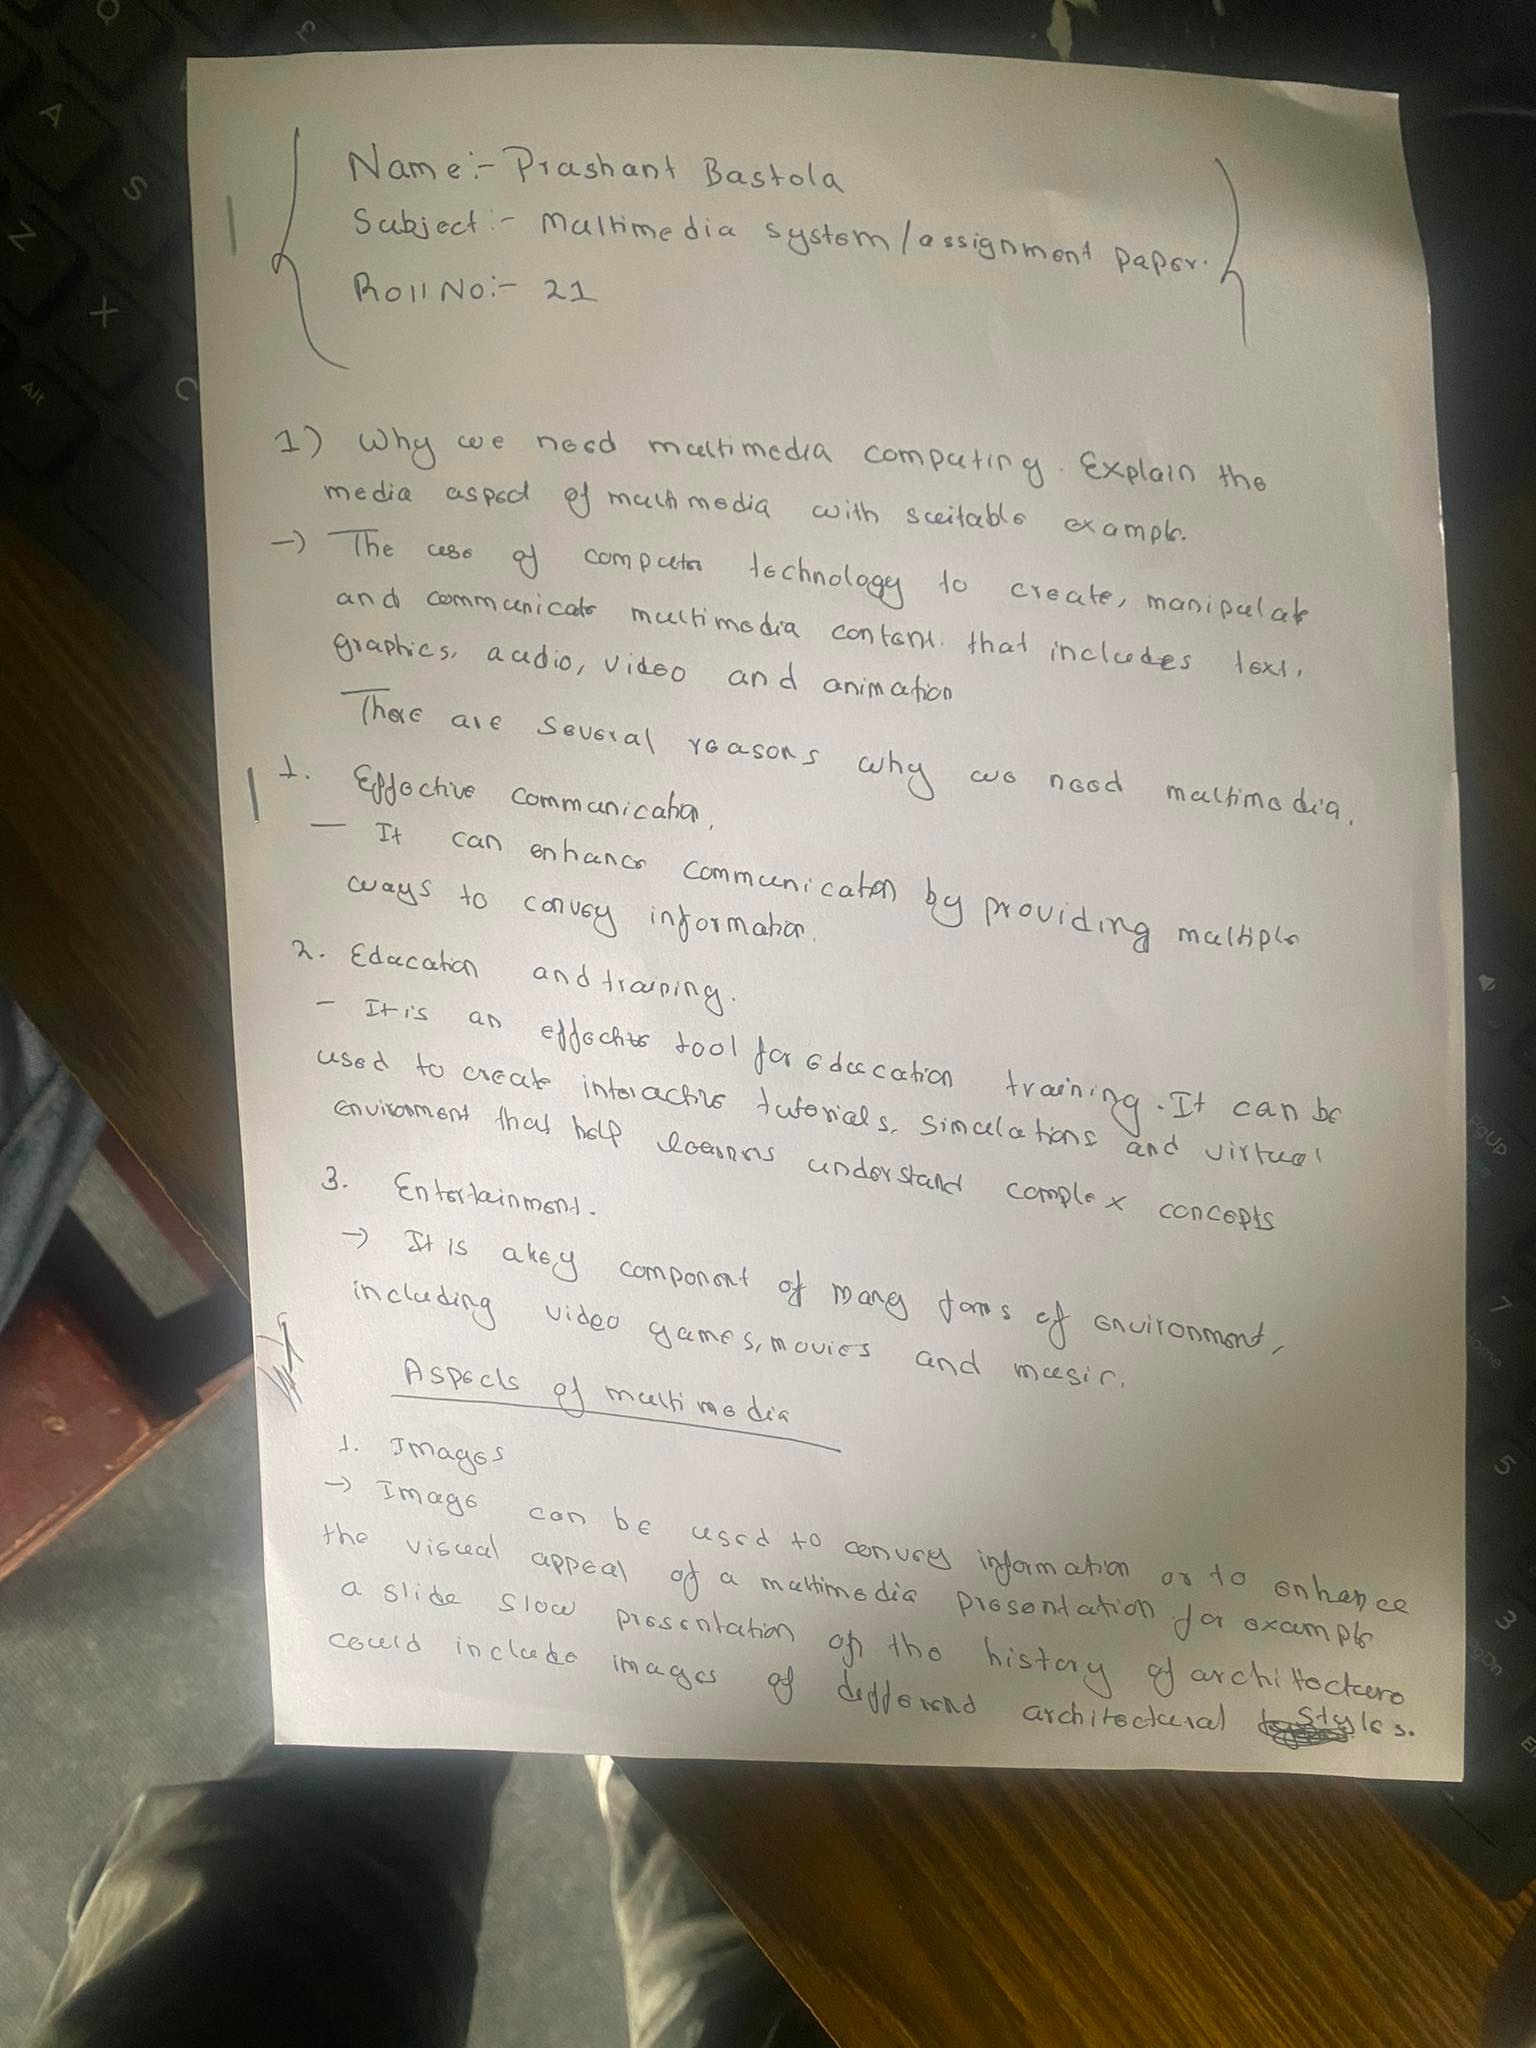 Name:- Prashant Bastola
Subject:- Multimedia system/assignment paper.
Roll No:- 21
1) Why we need multimedia computing. Explain the
media aspect of multimedia with suitable example.
→ The use of computer technology to create, manipulate
and communicate multimedia content. that includes text,
graphics, audio, video and animation
There are several reasons why we need multimedia.
1. Effective communication,
- It can enhance communication by providing multiple
ways to convey information.
2. Education and training.
- It is an effective tool for education training. It can be
used to create interactive tutorials, simulations and virtual
environment that help learners understand complex concepts
3. Entertainment.
→ It is a key component of many forms of environment,
including video games, movies and music.
Aspects of multimedia
1. Images
→ Image can be used to convey information or to enhance
the visual appeal of a multimedia presentation for example
a slide slow presentation on the history of architecture
could include images of different architectural styles.
A
S
Z
X
C
Alt
PgUp
7
Home
5
3
PgDn